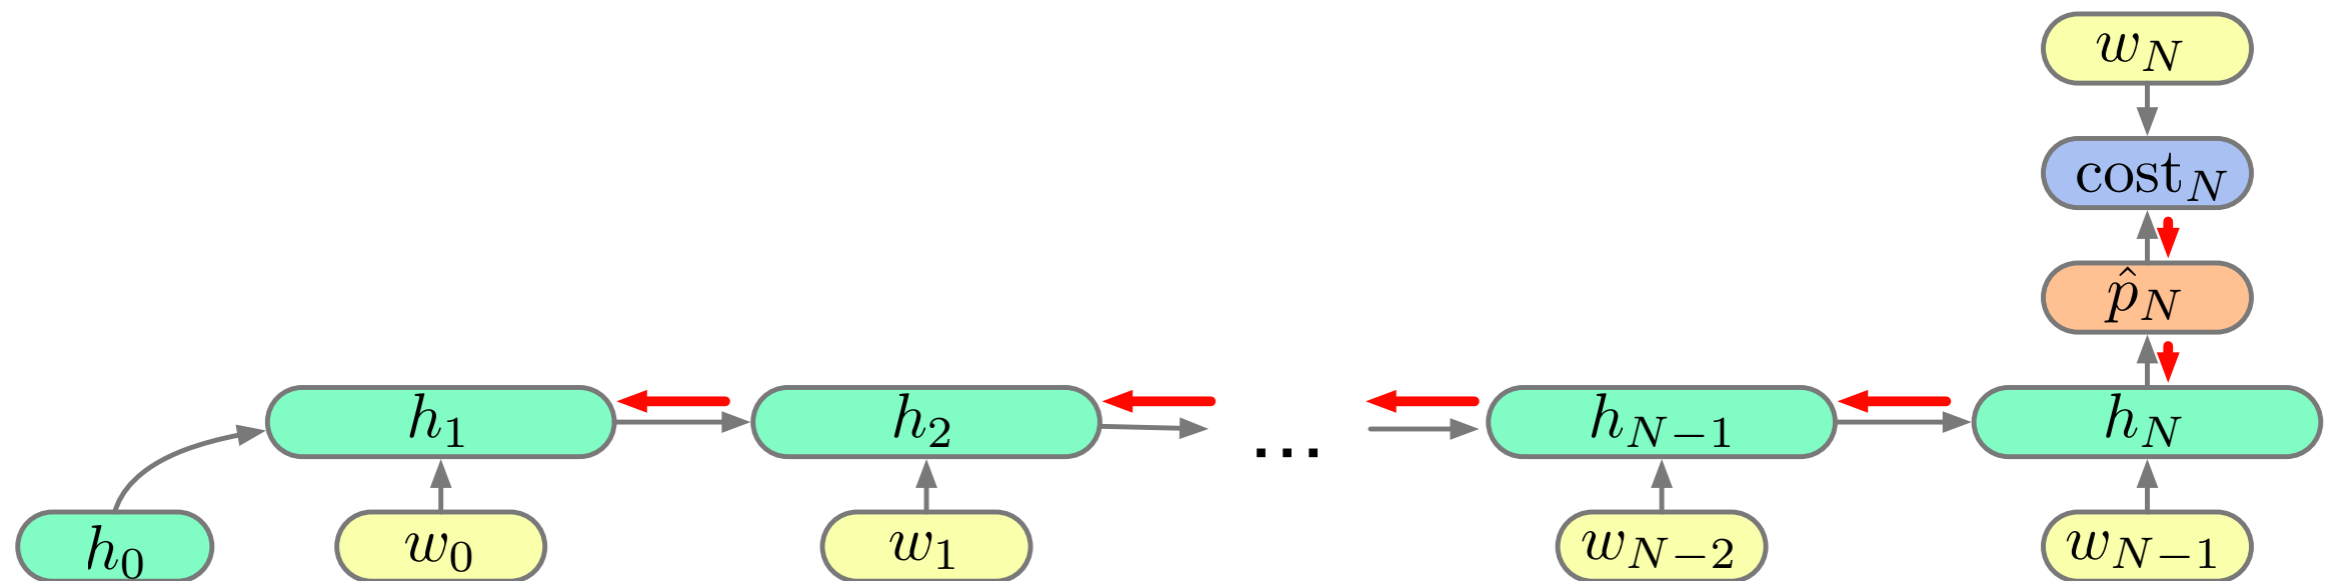 w_N
cost_N
p̂_N
h_1 h_2 ... h_{N−1} h_N
h_0 w_0 w_1 w_{N−2} w_{N−1}